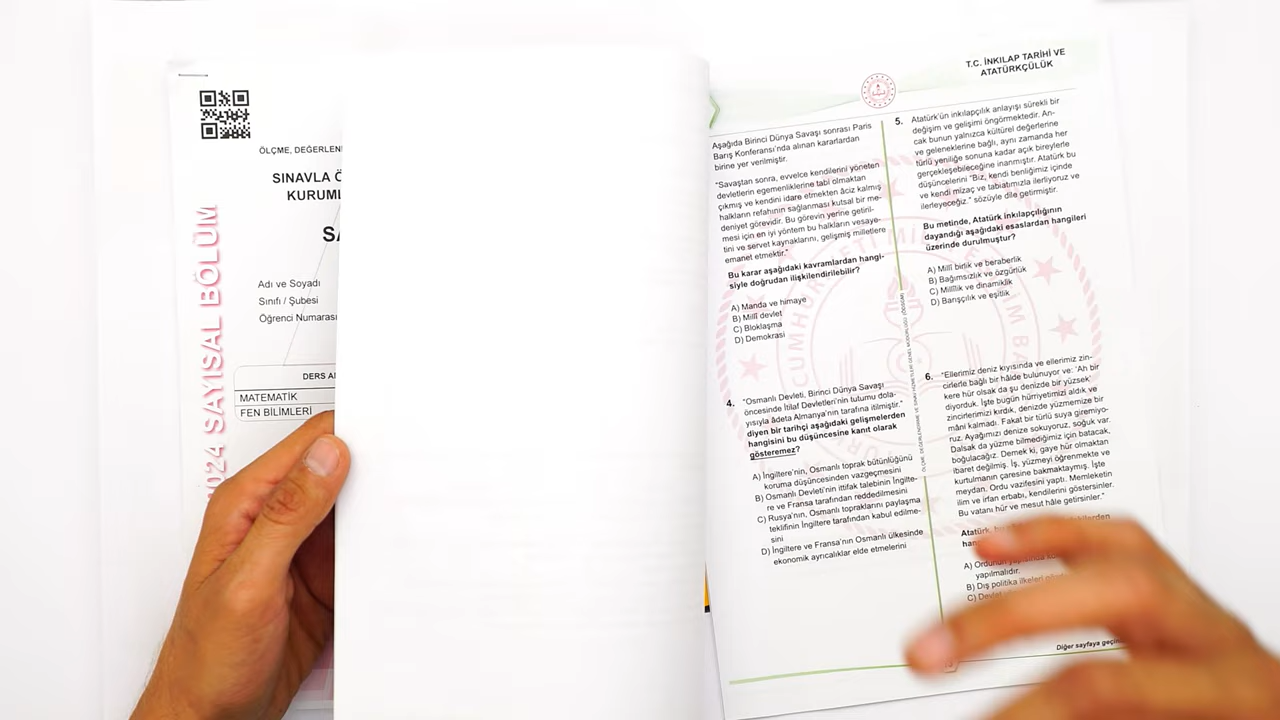 ÖLÇME,
SINAVLA
Adı ve Soyadı
Sınıfı / Şubesi
Öğrenci Numarası
DERS
MATEMATİK
FEN BİLİMLERİ
2024 SAYISAL BÖLÜM
T.C. İNKILAP TARİHİ VE
ATATÜRKÇÜLÜK
Aşağıda Birinci Dünya Savaşı sonrası Paris
Barış Konferansı'nda alınan kararlardan
birine yer verilmiştir.
"Savaştan sonra, evvelce kendilerini yöneten
devletlerin egemenliklerine tabi olmaktan
çıkmış ve kendini idare etmekten âciz kalmış
halkların refahının sağlanması kutsal bir me-
deniyet görevidir. Bu görevin yerine getiril-
mesi için en iyi yöntem bu halkların vesaye-
tini ve servet kaynaklarını, gelişmiş milletlere
emanet etmektir."
Bu karar aşağıdaki kavramlardan hangi-
siyle doğrudan ilişkilendirilebilir?
A) Manda ve himaye
B) Millî devlet
C) Bloklaşma
D) Demokrasi
4. "Osmanlı Devleti, Birinci Dünya Savaşı
öncesinde İtilaf Devletleri'nin tutumu dola-
yısıyla âdeta Almanya'nın tarafına itilmiştir."
diyen bir tarihçi aşağıdaki gelişmelerden
hangisini bu düşüncesine kanıt olarak
gösteremez?
A) İngiltere'nin, Osmanlı toprak bütünlüğünü
koruma düşüncesinden vazgeçmesini
B) Osmanlı Devleti'nin ittifak talebinin İngilte-
re ve Fransa tarafından reddedilmesini
C) Rusya'nın, Osmanlı topraklarını paylaşma
teklifinin İngiltere tarafından kabul edilme-
sini
D) İngiltere ve Fransa'nın Osmanlı ülkesinde
ekonomik ayrıcalıklar elde etmelerini
5. Atatürk'ün inkılapçılık anlayışı sürekli bir
değişim ve gelişimi öngörmektedir. An-
cak bunun yalnızca kültürel değerlerine
ve geleneklerine bağlı, aynı zamanda her
türlü yeniliğe sonuna kadar açık bireylerle
gerçekleşebileceğine inanmıştır. Atatürk bu
düşüncelerini "Biz, kendi benliğimiz içinde
ve kendi mizaç ve tabiatımızla ilerliyoruz ve
ilerleyeceğiz." sözüyle dile getirmiştir.
Bu metinde, Atatürk inkılapçılığının
dayandığı aşağıdaki esaslardan hangileri
üzerinde durulmuştur?
A) Millî birlik ve beraberlik
B) Bağımsızlık ve özgürlük
C) Millîlik ve dinamiklik
D) Barışçılık ve eşitlik
6. "Ellerimiz deniz kıyısında ve ellerimiz zin-
cirlerle bağlı bir hâlde bulunuyor ve: 'Ah bir
kere hür olsak da şu denizde bir yüzsek'
diyorduk. İşte bugün hürriyetimizi aldık ve
zincirlerimizi kırdık, denizde yüzmemize bir
mâni kalmadı. Fakat bir türlü suya giremiyo-
ruz. Ayağımızı denize sokuyoruz, soğuk var.
Dalsak da yüzme bilmediğimiz için batacak,
boğulacağız. Demek ki, gaye hür olmaktan
ibaret değilmiş. İş, yüzmeyi öğrenmekte ve
kurtulmanın çaresine bakmaktaymış. İşte
meydan. Ordu vazifesini yaptı. Memleketin
ilim ve irfan erbabı, kendilerini göstersinler.
Bu vatanı hür ve mesut hâle getirsinler."
Atatürk,
A) Ordunun
yapılmalıdır.
B) Dış politika ilkeleri
C) Devlet
Diğer sayfaya